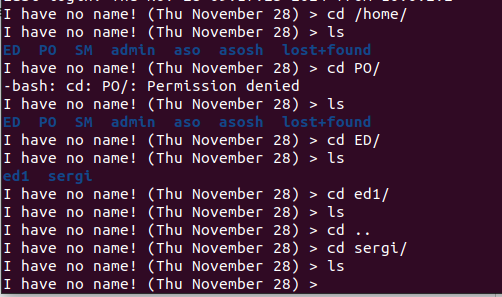 I have no name! (Thu November 28) > cd /home/
I have no name! (Thu November 28) > ls
ED PO SM admin aso asosh lost+found
I have no name! (Thu November 28) > cd PO/
-bash: cd: PO/: Permission denied
I have no name! (Thu November 28) > ls
ED PO SM admin aso asosh lost+found
I have no name! (Thu November 28) > cd ED/
I have no name! (Thu November 28) > ls
ed1 sergi
I have no name! (Thu November 28) > cd ed1/
I have no name! (Thu November 28) > ls
I have no name! (Thu November 28) > cd ..
I have no name! (Thu November 28) > cd sergi/
I have no name! (Thu November 28) > ls
I have no name! (Thu November 28) >